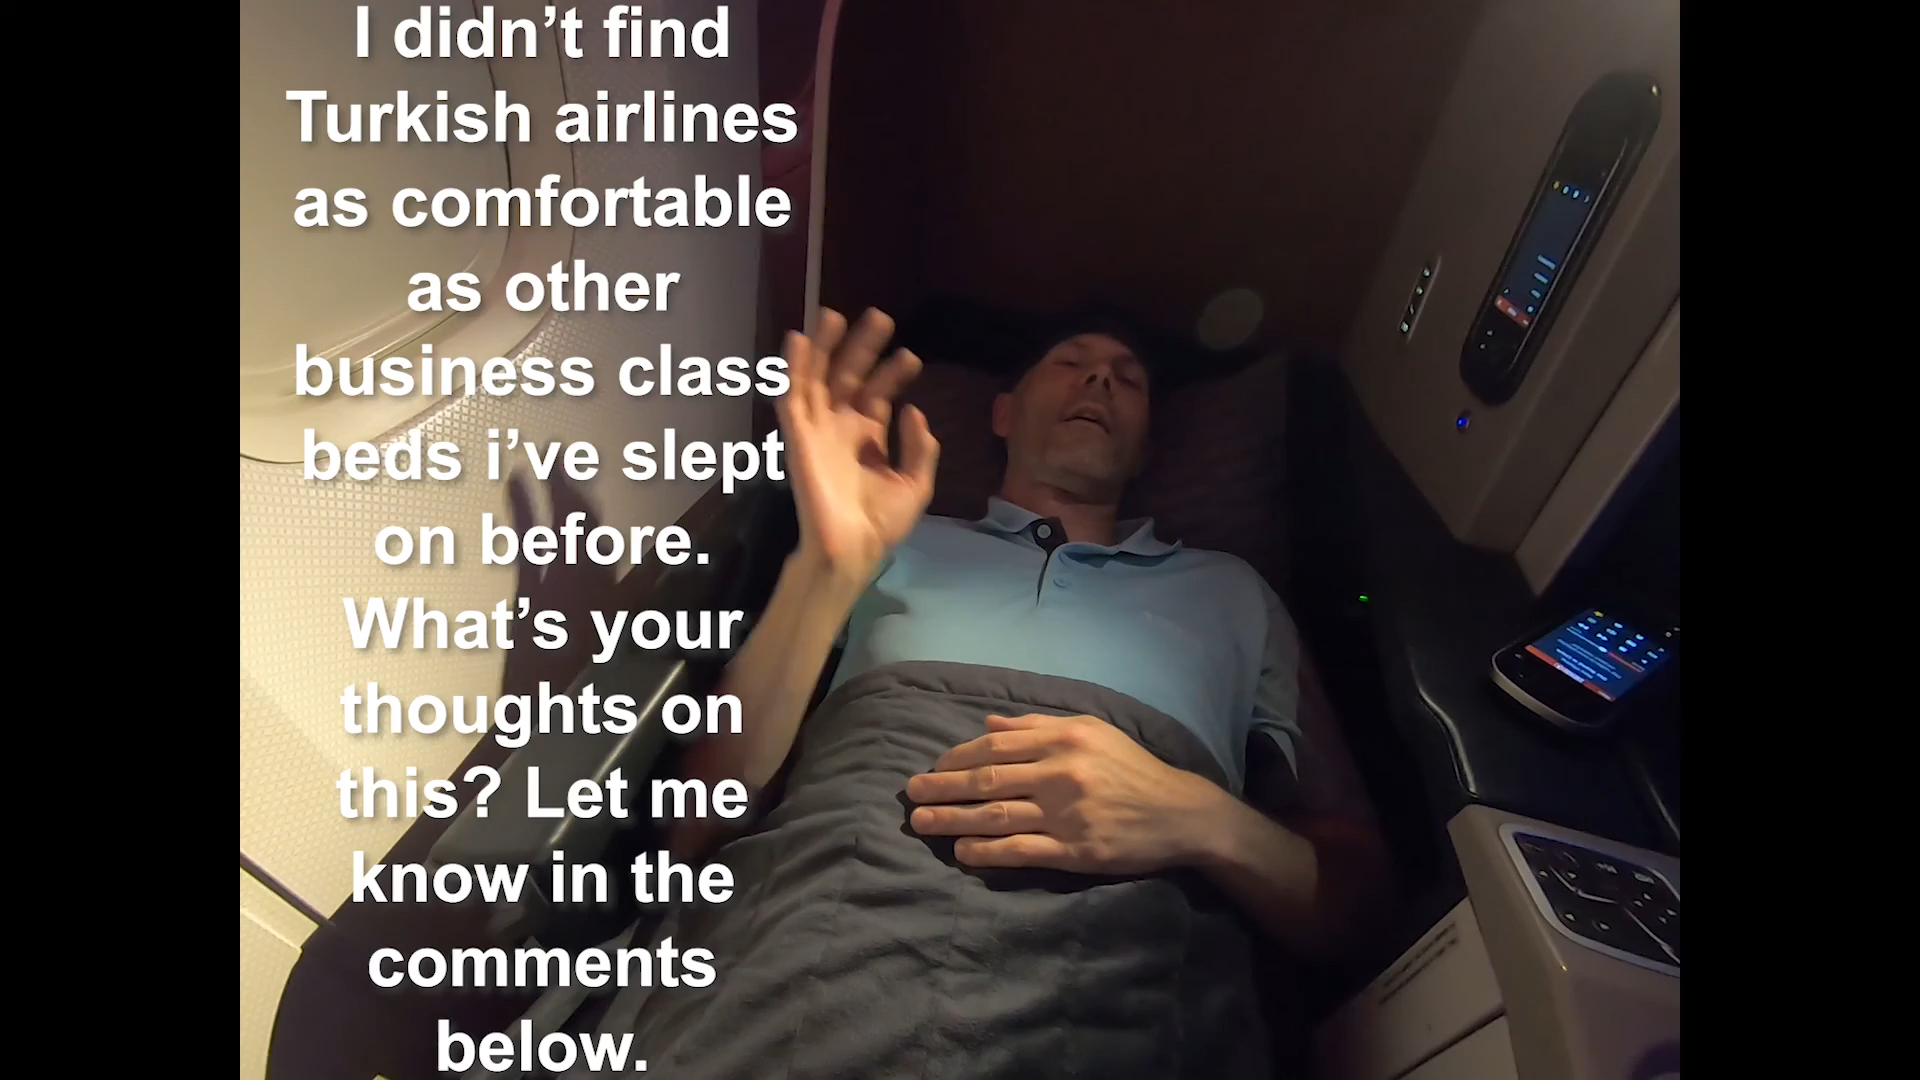 I didn’t find
Turkish airlines
as comfortable
as other
business class
beds i’ve slept
on before.
What’s your
thoughts on
this? Let me
know in the
comments
below.